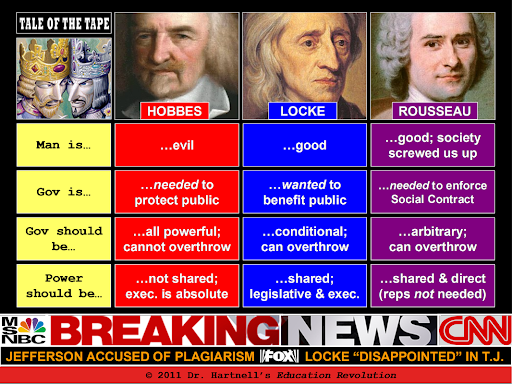 TALE OF THE TAPE
HOBBES
LOCKE
ROUSSEAU
Man is…
…evil
…good
…good; society
screwed us up
Gov is…
…needed to
protect public
…wanted to
benefit public
…needed to enforce
Social Contract
Gov should
be…
…all powerful;
cannot overthrow
…conditional;
can overthrow
…arbitrary;
can overthrow
Power
should be…
…not shared;
exec. is absolute
…shared;
legislative & exec.
…shared & direct
(reps not needed)
MSNBC
BREAKING NEWS
CNN
JEFFERSON ACCUSED OF PLAGIARISM FOX LOCKE “DISAPPOINTED” IN T.J.
© 2011 Dr. Hartnell’s Education Revolution